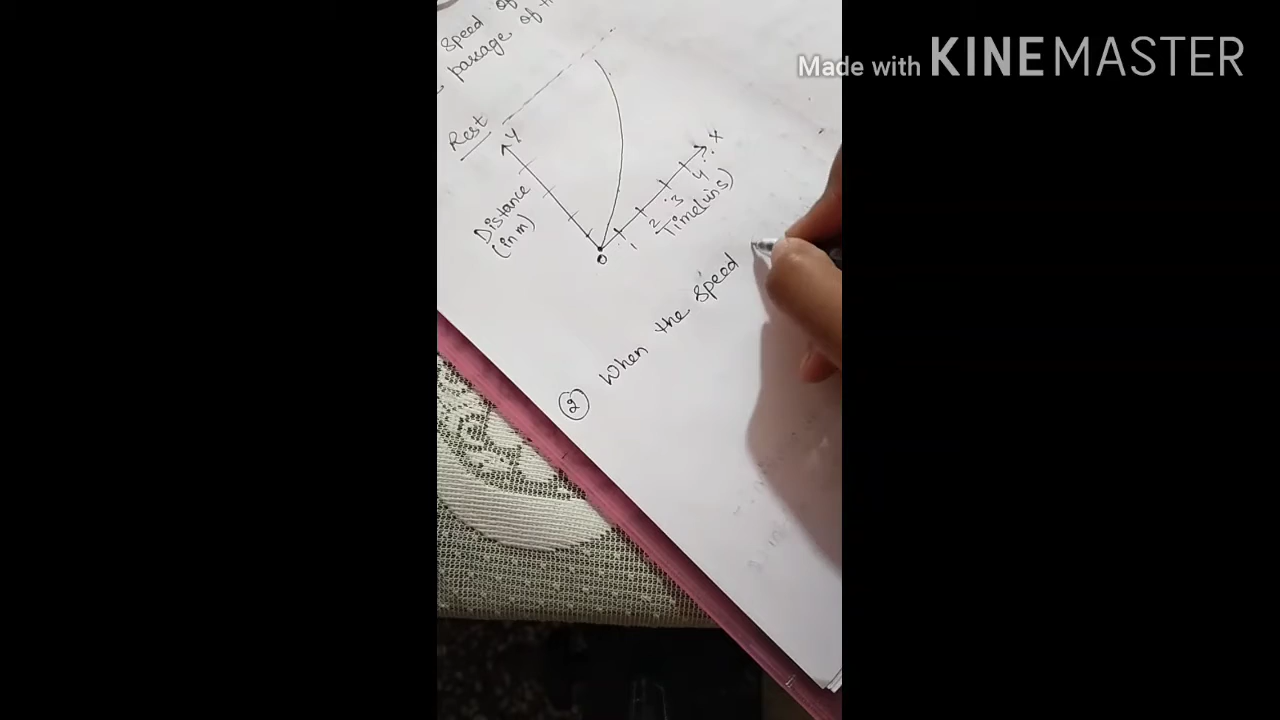 Made with KINEMASTER
speed of
passage of
Rest
Y
X
Distance
(in m)
0
1
2
3
4
Time (in s)
(2) When the speed